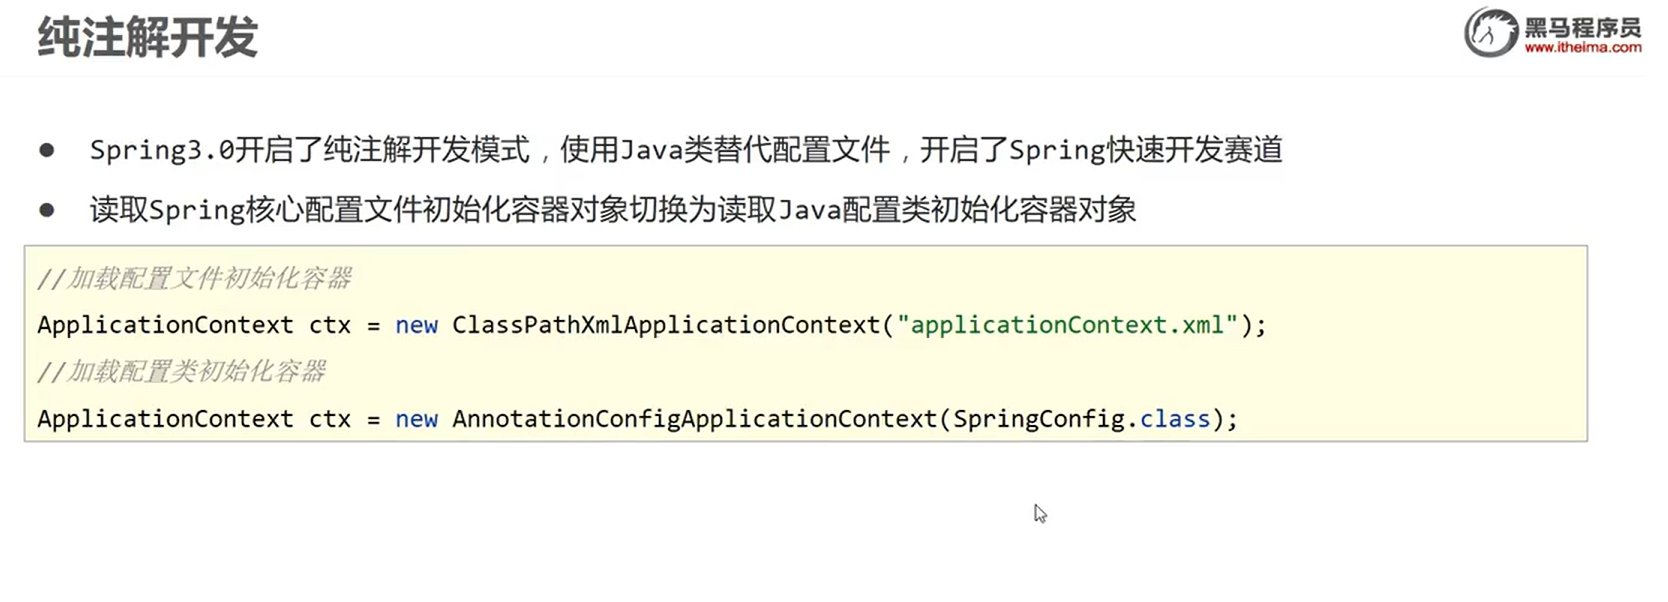 纯注解开发
黑马程序员
www.itheima.com
● Spring3.0开启了纯注解开发模式，使用Java类替代配置文件，开启了Spring快速开发赛道
● 读取Spring核心配置文件初始化容器对象切换为读取Java配置类初始化容器对象
//加载配置文件初始化容器
ApplicationContext ctx = new ClassPathXmlApplicationContext("applicationContext.xml");
//加载配置类初始化容器
ApplicationContext ctx = new AnnotationConfigApplicationContext(SpringConfig.class);